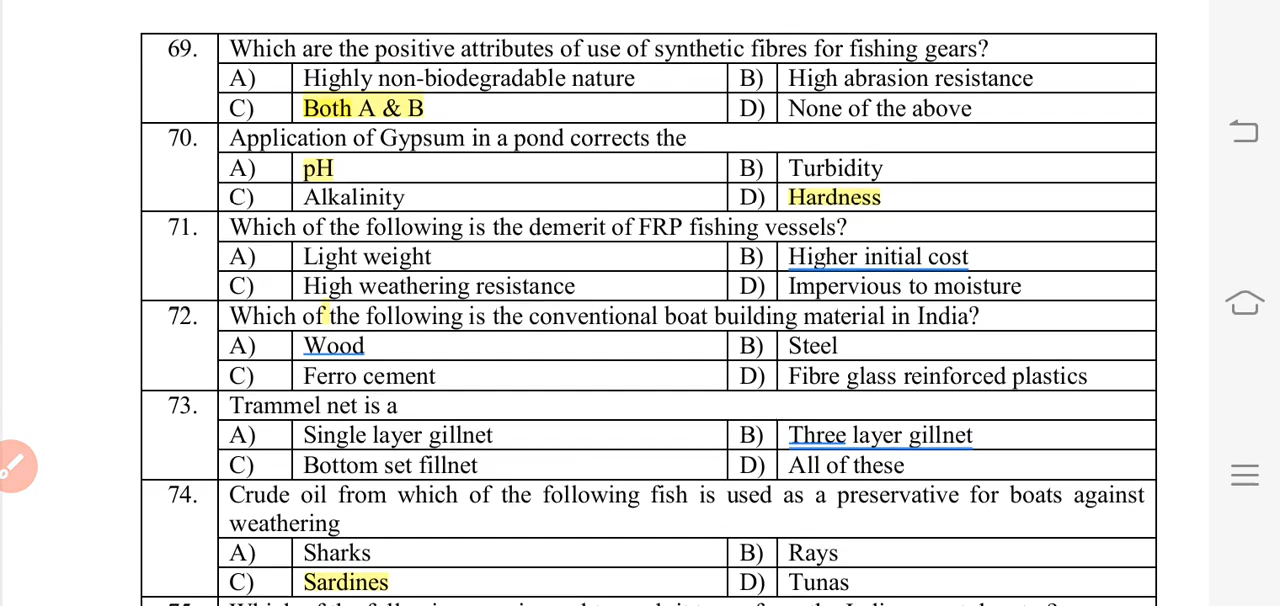 69. Which are the positive attributes of use of synthetic fibres for fishing gears?
A) Highly non-biodegradable nature B) High abrasion resistance
C) Both A & B D) None of the above
70. Application of Gypsum in a pond corrects the
A) pH B) Turbidity
C) Alkalinity D) Hardness
71. Which of the following is the demerit of FRP fishing vessels?
A) Light weight B) Higher initial cost
C) High weathering resistance D) Impervious to moisture
72. Which of the following is the conventional boat building material in India?
A) Wood B) Steel
C) Ferro cement D) Fibre glass reinforced plastics
73. Trammel net is a
A) Single layer gillnet B) Three layer gillnet
C) Bottom set fillnet D) All of these
74. Crude oil from which of the following fish is used as a preservative for boats against
weathering
A) Sharks B) Rays
C) Sardines D) Tunas